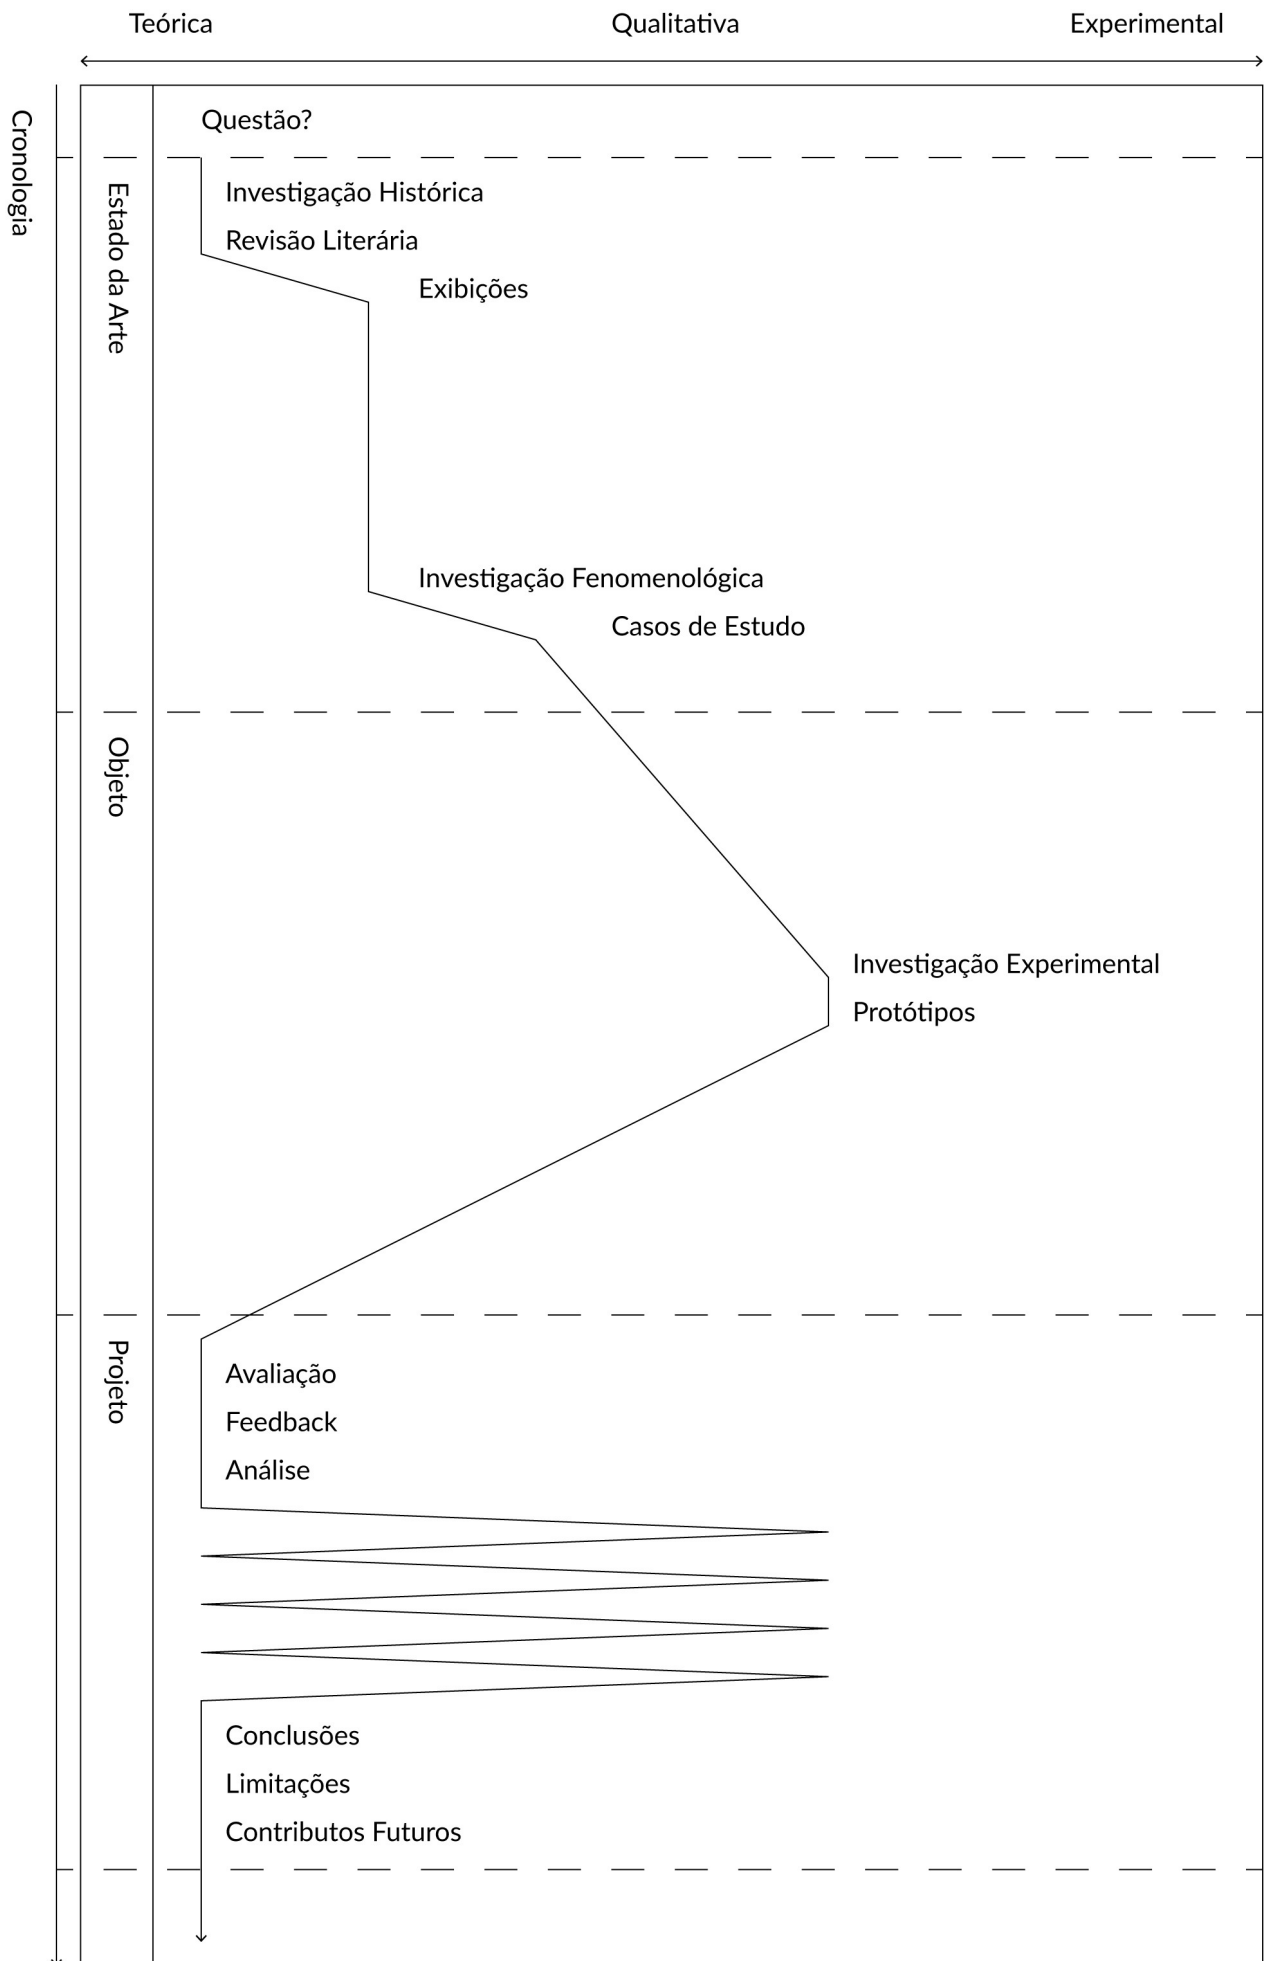 Teórica
Qualitativa
Experimental
Cronologia
Questão?
Estado da Arte
Investigação Histórica
Revisão Literária
Exibições
Investigação Fenomenológica
Casos de Estudo
Objeto
Investigação Experimental
Protótipos
Projeto
Avaliação
Feedback
Análise
Conclusões
Limitações
Contributos Futuros